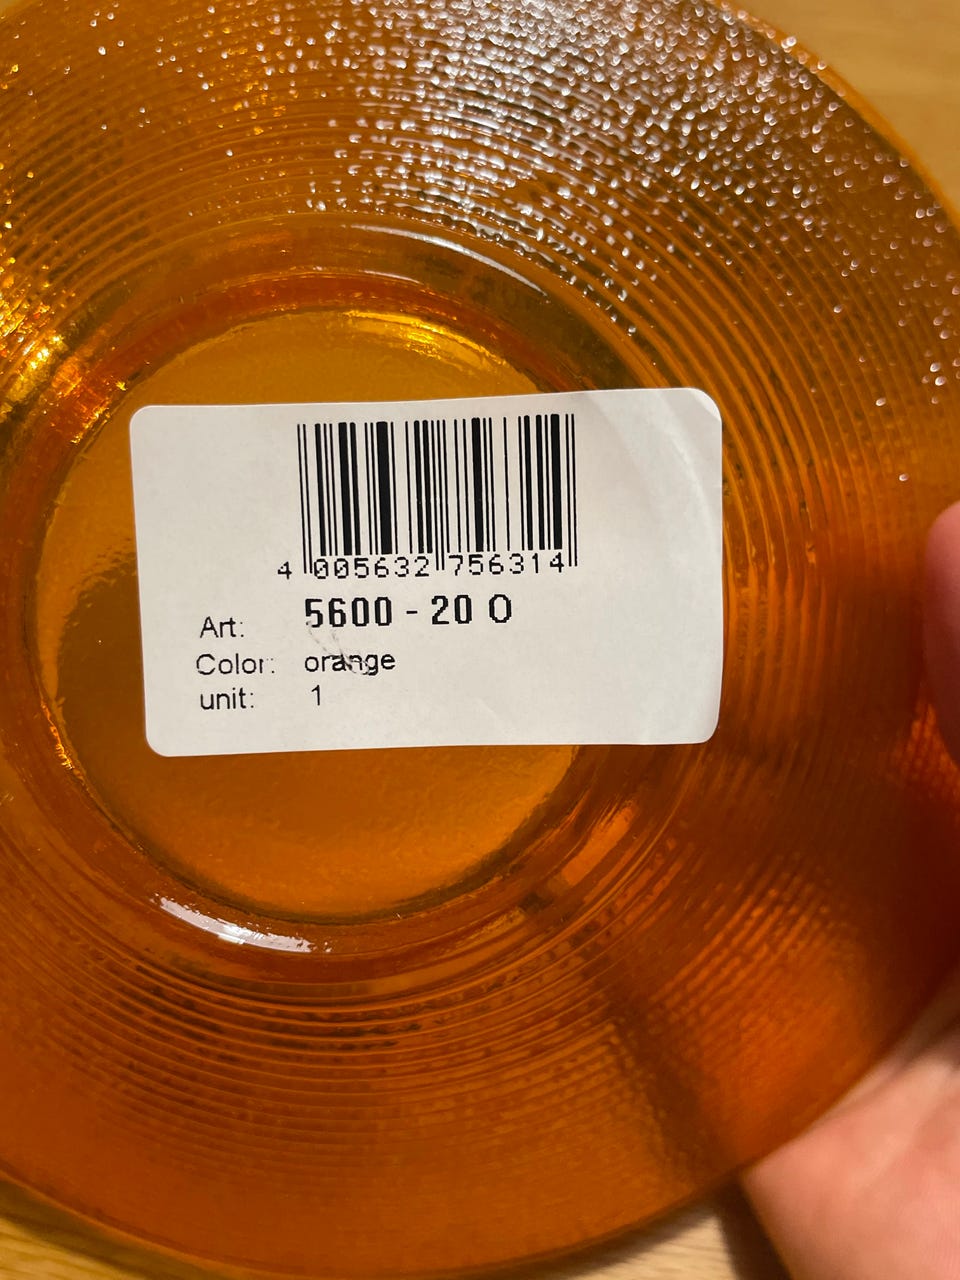 4 005632 756314
Art: 5600 - 20 O
Color: orange
unit: 1